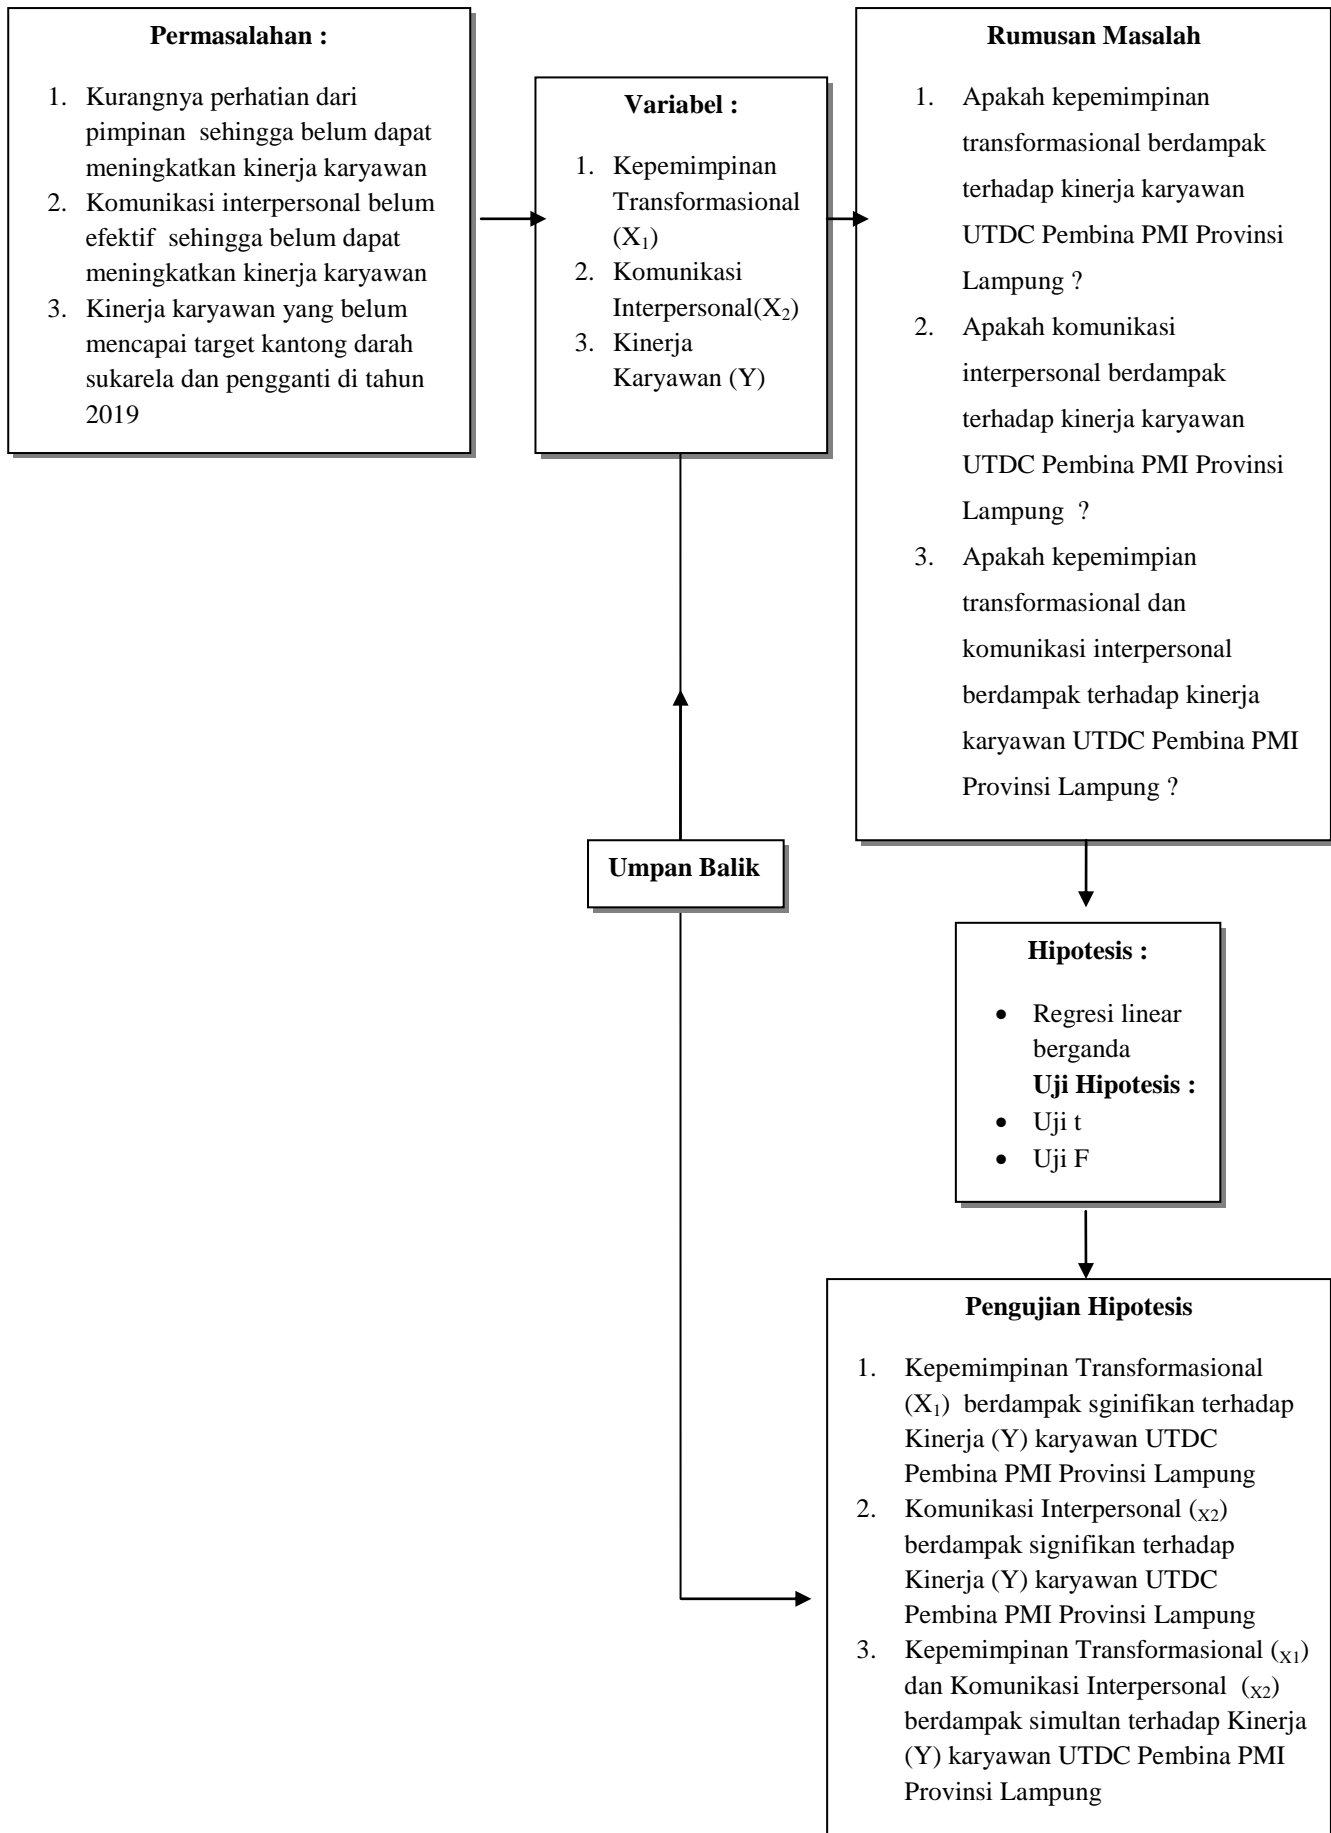 Permasalahan :
1. Kurangnya perhatian dari
pimpinan sehingga belum dapat
meningkatkan kinerja karyawan
2. Komunikasi interpersonal belum
efektif sehingga belum dapat
meningkatkan kinerja karyawan
3. Kinerja karyawan yang belum
mencapai target kantong darah
sukarela dan pengganti di tahun
2019
Variabel :
1. Kepemimpinan
Transformasional
(X₁)
2. Komunikasi
Interpersonal(X₂)
3. Kinerja
Karyawan (Y)
Rumusan Masalah
1. Apakah kepemimpinan
transformasional berdampak
terhadap kinerja karyawan
UTDC Pembina PMI Provinsi
Lampung ?
2. Apakah komunikasi
interpersonal berdampak
terhadap kinerja karyawan
UTDC Pembina PMI Provinsi
Lampung ?
3. Apakah kepemimpian
transformasional dan
komunikasi interpersonal
berdampak terhadap kinerja
karyawan UTDC Pembina PMI
Provinsi Lampung ?
Umpan Balik
Hipotesis :
• Regresi linear
berganda
Uji Hipotesis :
• Uji t
• Uji F
Pengujian Hipotesis
1. Kepemimpinan Transformasional
(X₁) berdampak sginifikan terhadap
Kinerja (Y) karyawan UTDC
Pembina PMI Provinsi Lampung
2. Komunikasi Interpersonal (X2)
berdampak signifikan terhadap
Kinerja (Y) karyawan UTDC
Pembina PMI Provinsi Lampung
3. Kepemimpinan Transformasional (X1)
dan Komunikasi Interpersonal (X2)
berdampak simultan terhadap Kinerja
(Y) karyawan UTDC Pembina PMI
Provinsi Lampung